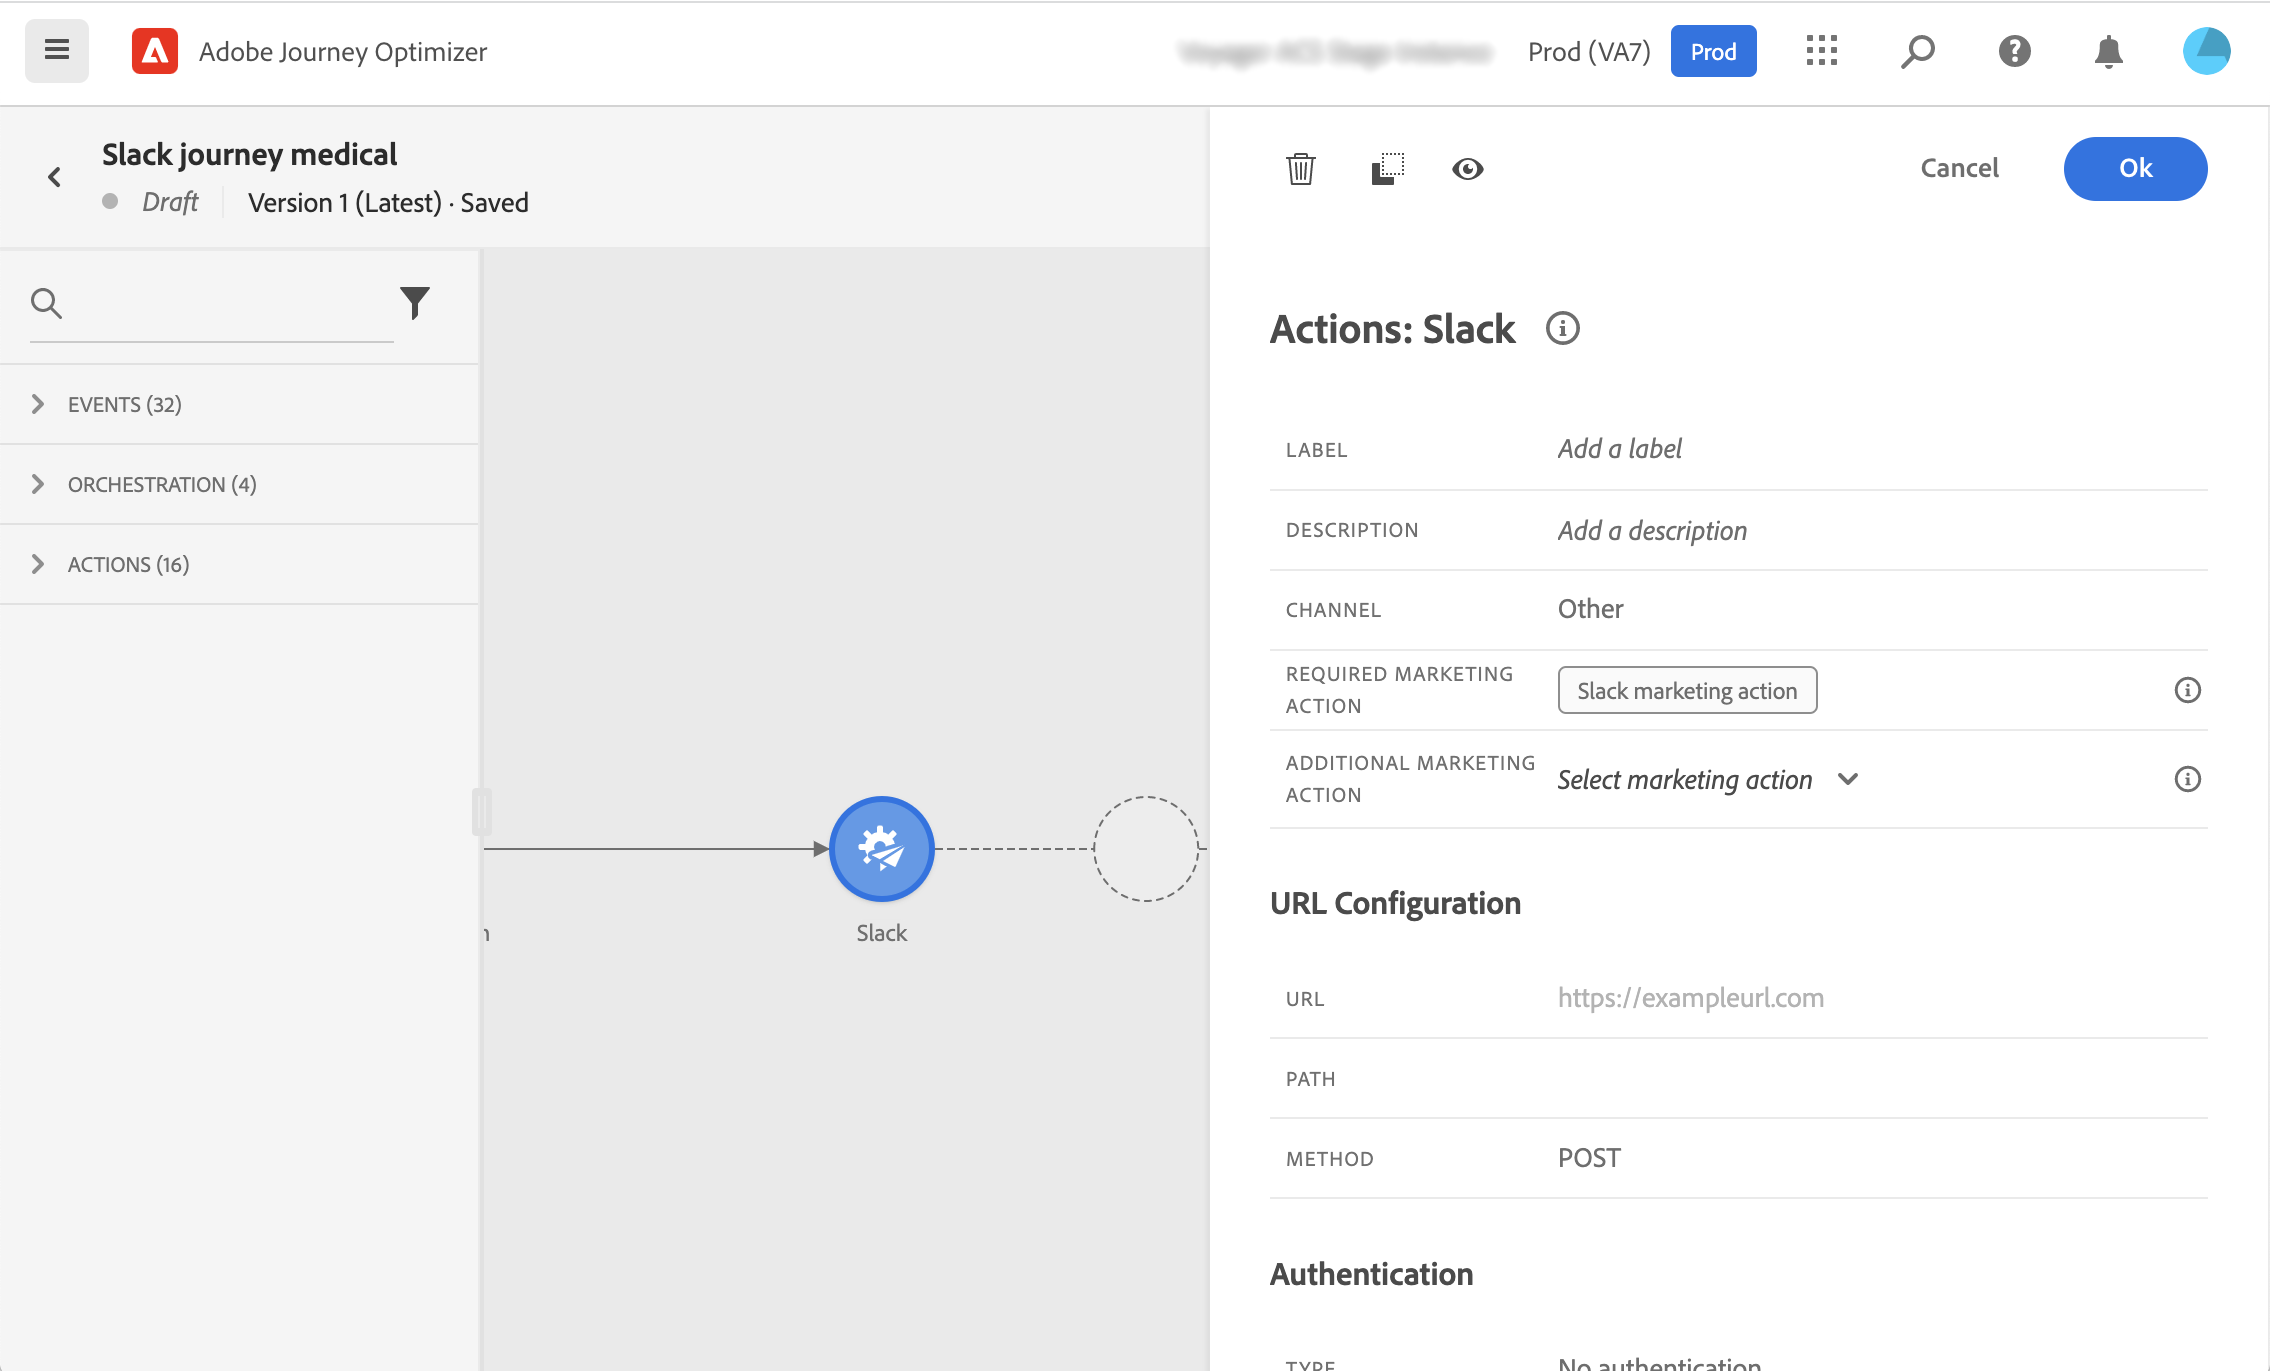 Adobe Journey Optimizer
Prod (VA7)
Prod
Slack journey medical
Draft
Version 1 (Latest) · Saved
Cancel
Ok
EVENTS (32)
ORCHESTRATION (4)
ACTIONS (16)
Slack
Actions: Slack
LABEL
Add a label
DESCRIPTION
Add a description
CHANNEL
Other
REQUIRED MARKETING
ACTION
Slack marketing action
ADDITIONAL MARKETING
ACTION
Select marketing action
URL Configuration
URL
https://exampleurl.com
PATH
METHOD
POST
Authentication
TYPE
No authentication